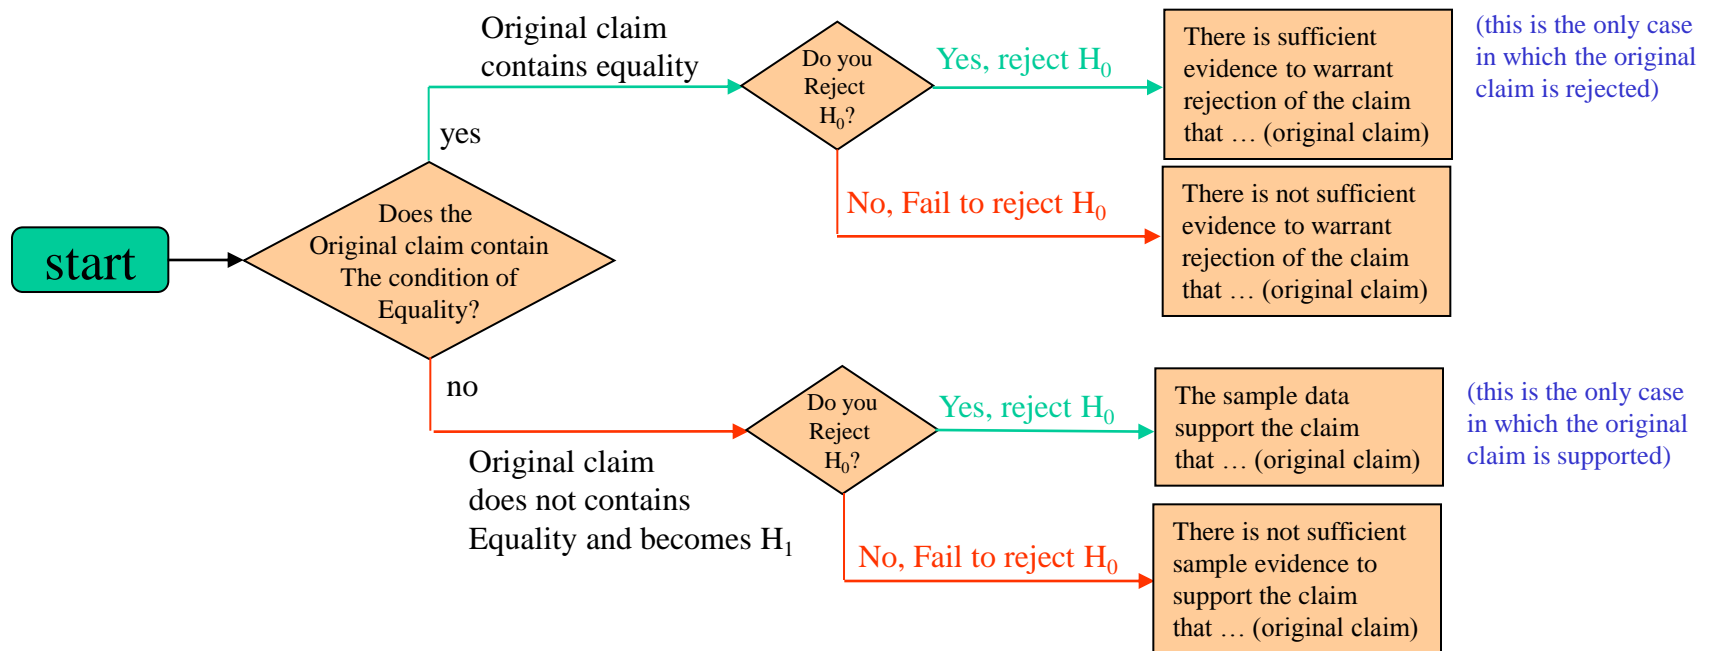 start
Does the
Original claim contain
The condition of
Equality?
yes
Original claim
contains equality
Do you
Reject
H₀?
Yes, reject H₀
There is sufficient
evidence to warrant
rejection of the claim
that … (original claim)
(this is the only case
in which the original
claim is rejected)
No, Fail to reject H₀
There is not sufficient
evidence to warrant
rejection of the claim
that … (original claim)
no
Original claim
does not contains
Equality and becomes H₁
Do you
Reject
H₀?
Yes, reject H₀
The sample data
support the claim
that … (original claim)
(this is the only case
in which the original
claim is supported)
No, Fail to reject H₀
There is not sufficient
sample evidence to
support the claim
that … (original claim)